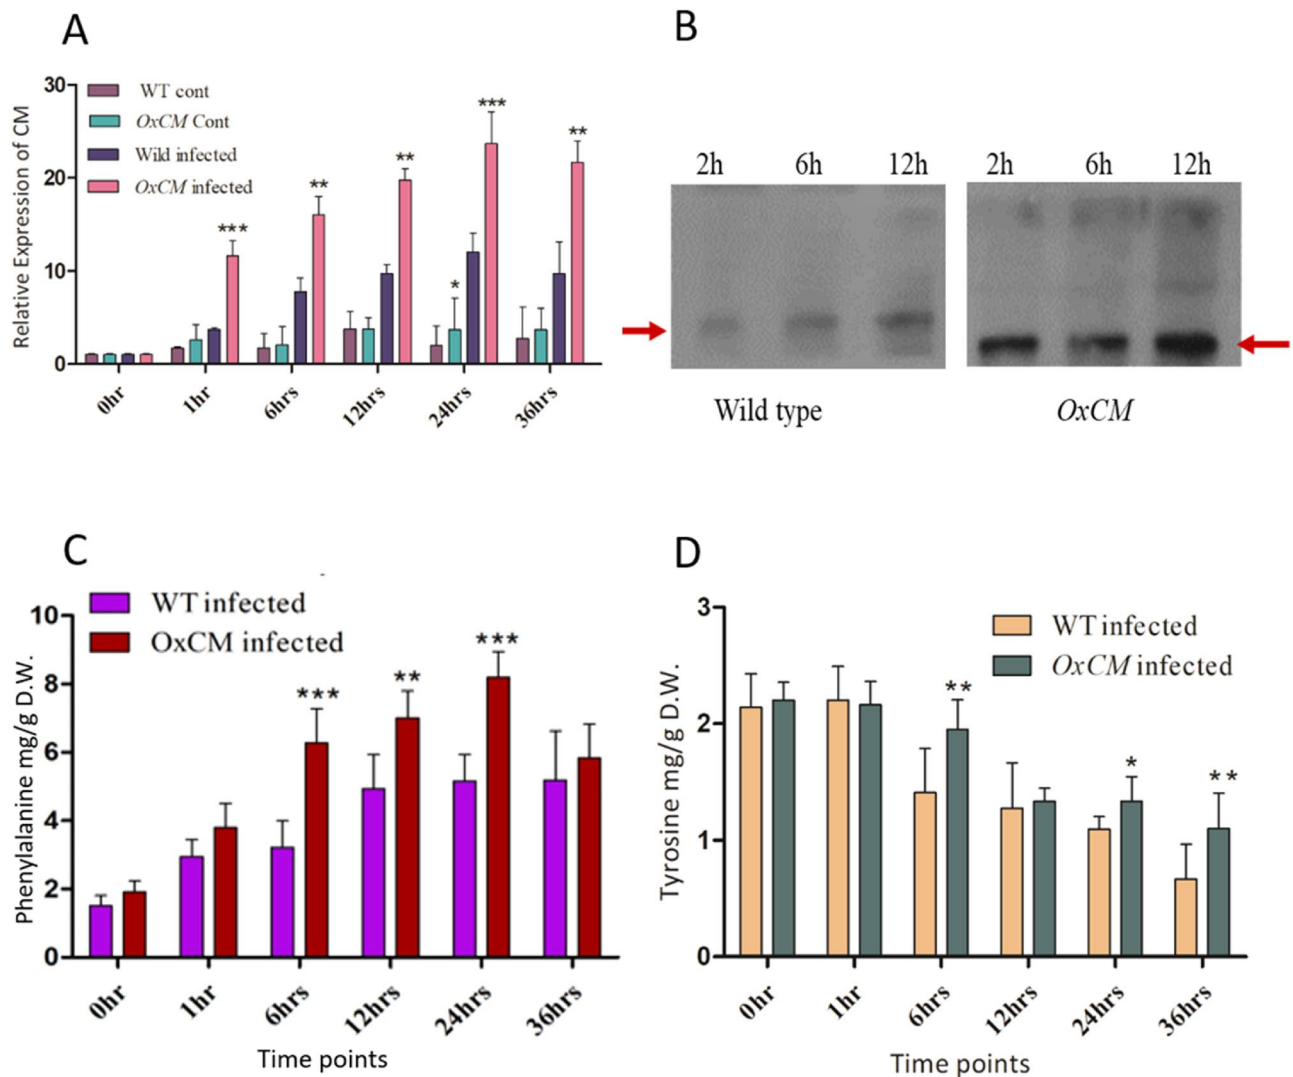 A
30
20
10
0
Relative Expression of CM
WT cont
OxCM Cont
Wild infected
OxCM infected
***
**
**
*
***
**
0hr
1hr
6hrs
12hrs
24hrs
36hrs
B
2h 6h 12h
2h 6h 12h
Wild type
OxCM
C
10
8
6
4
2
0
Phenylalanine mg/g D.W.
WT infected
OxCM infected
***
**
***
0hr
1hr
6hrs
12hrs
24hrs
36hrs
Time points
D
3
2
1
0
Tyrosine mg/g D.W.
WT infected
OxCM infected
**
*
**
0hr
1hr
6hrs
12hrs
24hrs
36hrs
Time points